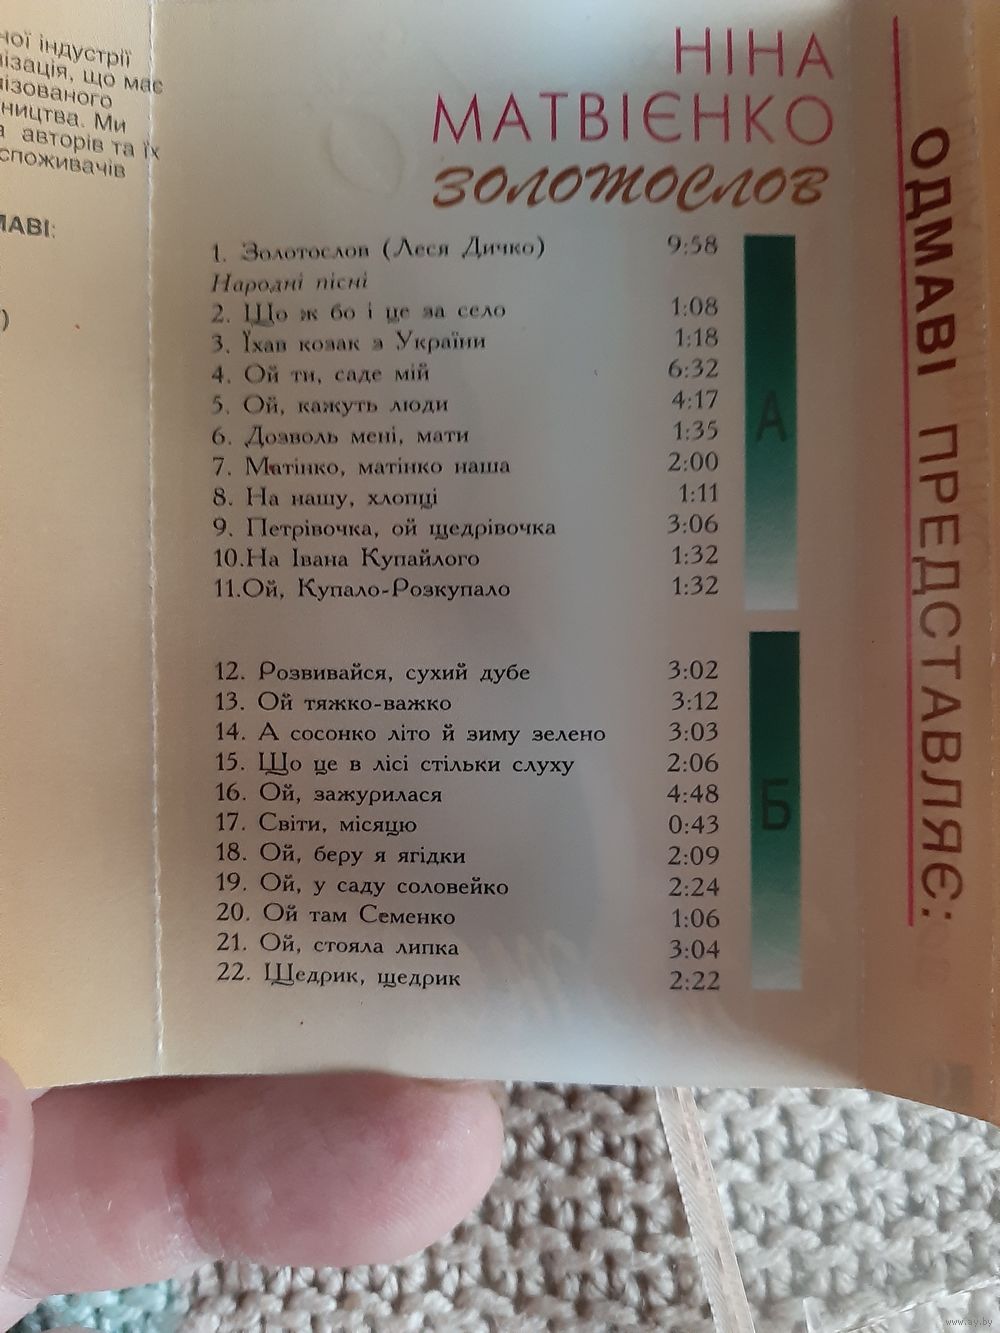 ної індустрії
ізація, що має
ізованого
ництва. Ми
авторів та їх
споживачів
МАВІ:
)
НІНА
МАТВІЄНКО
ЗОЛОТОСЛОВ
1. Золотослов (Леся Дичко) 9:58
Народні пісні
2. Що ж бо і це за село 1:08
3. Їхав козак з України 1:18
4. Ой ти, саде мій 6:32
5. Ой, кажуть люди 4:17
6. Дозволь мені, мати 1:35
7. Матінко, матінко наша 2:00
8. На нашу, хлопці 1:11
9. Петрівочка, ой щедрівочка 3:06
10.На Івана Купайлого 1:32
11.Ой, Купало-Розкупало 1:32
А
12. Розвивайся, сухий дубе 3:02
13. Ой тяжко-важко 3:12
14. А сосонко літо й зиму зелено 3:03
15. Що це в лісі стільки слуху 2:06
16. Ой, зажурилася 4:48
17. Світи, місяцю 0:43
18. Ой, беру я ягідки 2:09
19. Ой, у саду соловейко 2:24
20. Ой там Семенко 1:06
21. Ой, стояла липка 3:04
22. Щедрик, щедрик 2:22
Б
ОДМАВІ ПРЕДСТАВЛЯЄ:
www.ay.by